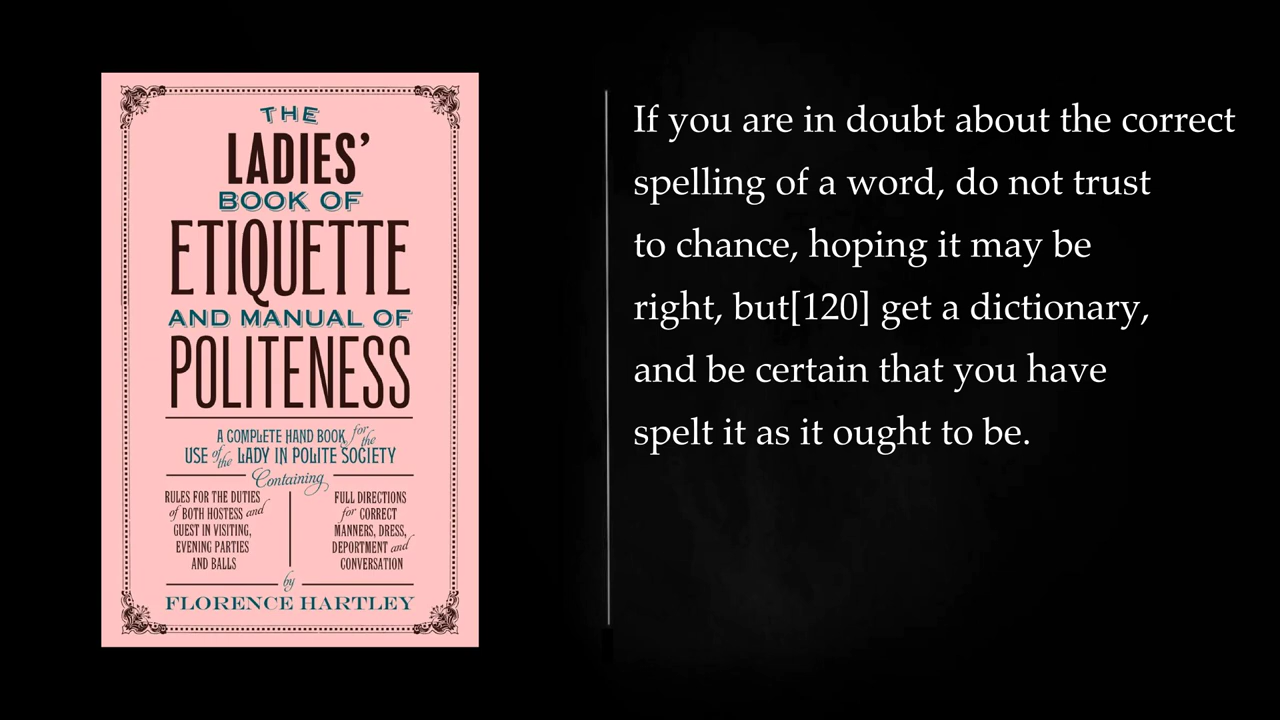 THE
LADIES'
BOOK OF
ETIQUETTE
AND MANUAL OF
POLITENESS
A COMPLETE HAND BOOK for the
USE of the LADY IN POLITE SOCIETY
Containing
RULES FOR THE DUTIES
of BOTH HOSTESS and
GUEST IN VISITING,
EVENING PARTIES
AND BALLS
FULL DIRECTIONS
for CORRECT
MANNERS, DRESS,
DEPORTMENT and
CONVERSATION
by
FLORENCE HARTLEY
If you are in doubt about the correct
spelling of a word, do not trust
to chance, hoping it may be
right, but[120] get a dictionary,
and be certain that you have
spelt it as it ought to be.